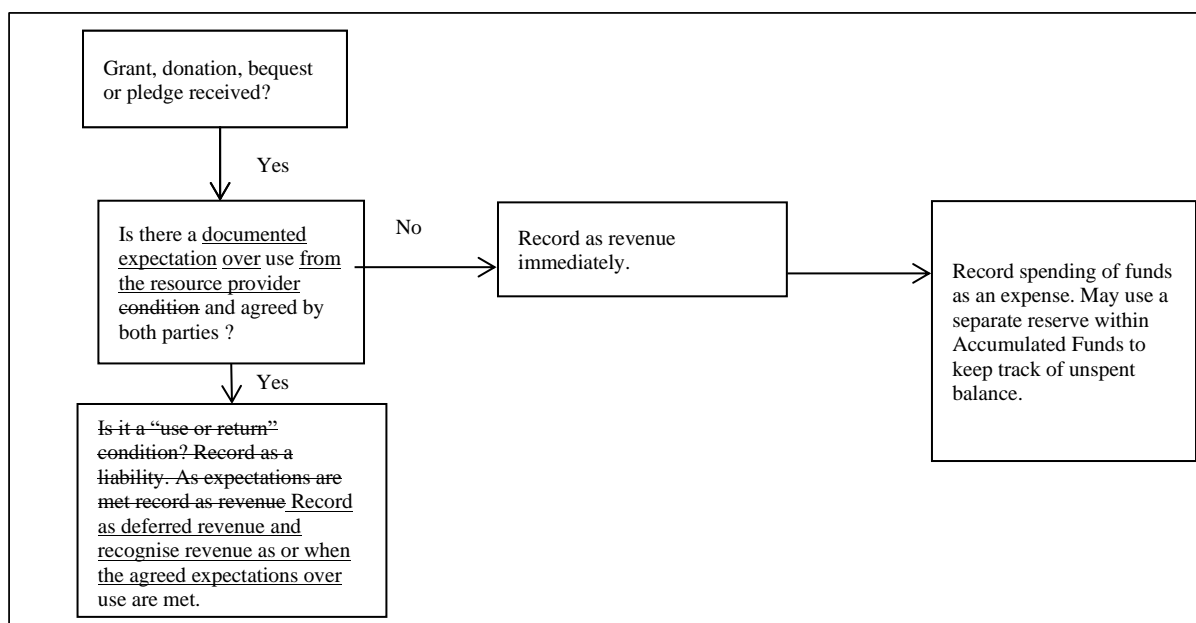 Grant, donation, bequest
or pledge received?
Yes
Is there a documented
expectation over use from
the resource provider
condition and agreed by
both parties ?
No
Record as revenue
immediately.
Record spending of funds
as an expense. May use a
separate reserve within
Accumulated Funds to
keep track of unspent
balance.
Yes
Is it a “use or return”
condition? Record as a
liability. As expectations are
met record as revenue Record
as deferred revenue and
recognise revenue as or when
the agreed expectations over
use are met.